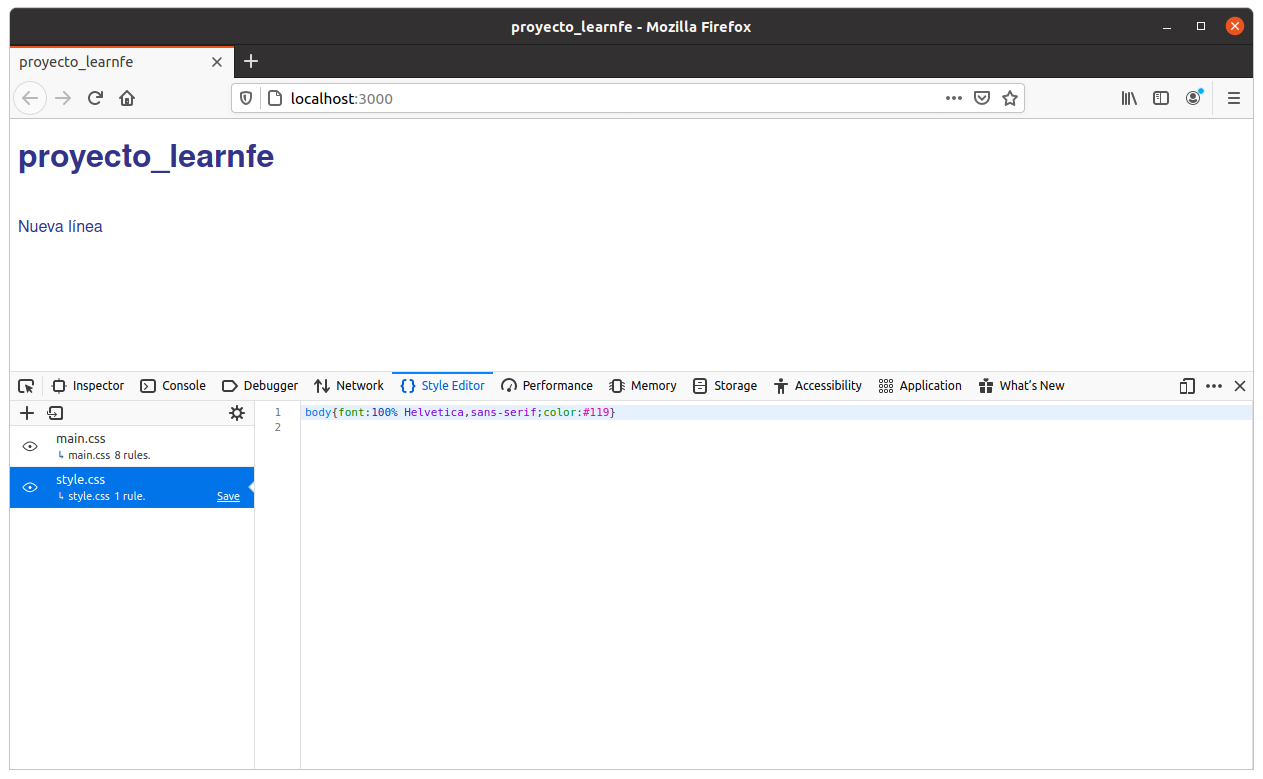 proyecto_learnfe - Mozilla Firefox
proyecto_learnfe
localhost:3000
proyecto_learnfe
Nueva línea
Inspector Console Debugger Network Style Editor Performance Memory Storage Accessibility Application What's New
main.css
main.css 8 rules.
style.css
style.css 1 rule. Save
1 body{font:100% Helvetica,sans-serif;color:#119}
2